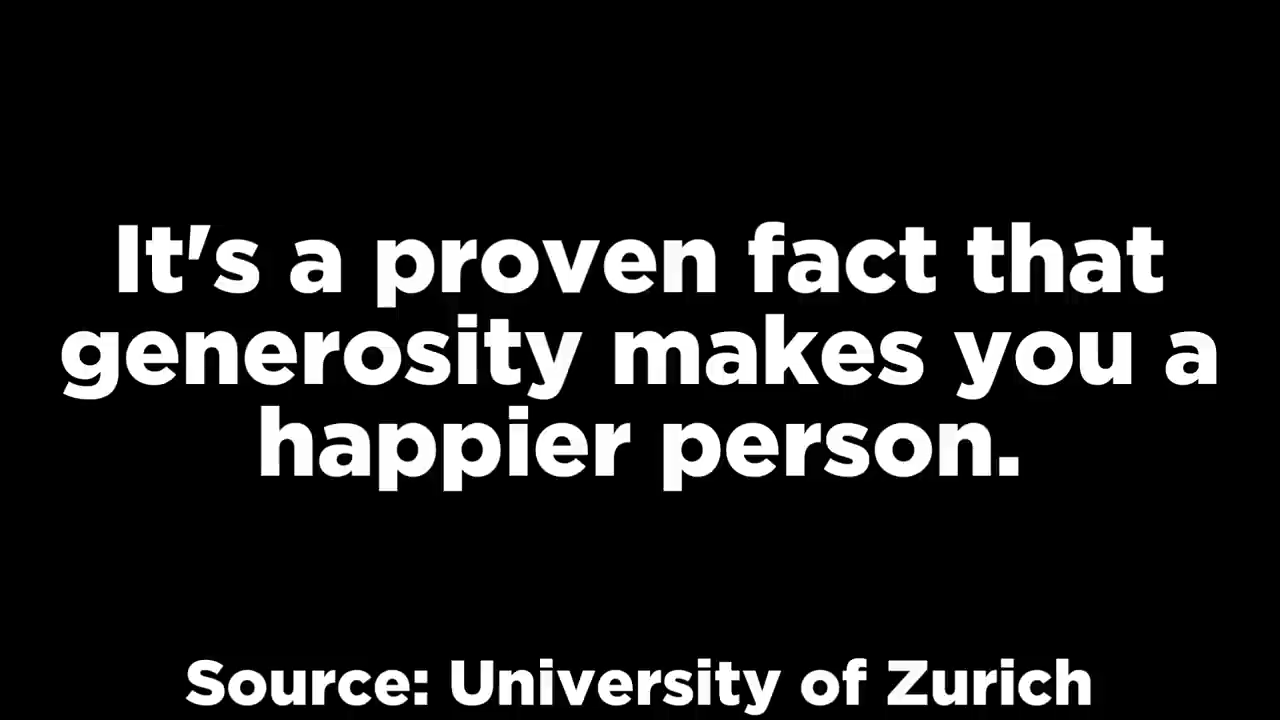 It's a proven fact that
generosity makes you a
happier person.
Source: University of Zurich